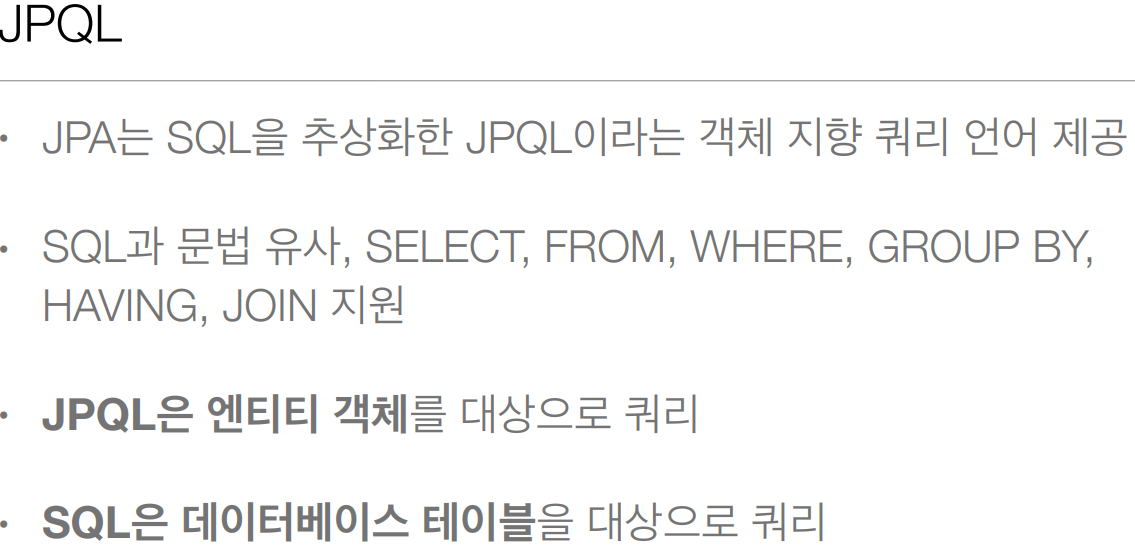 JPQL
• JPA는 SQL을 추상화한 JPQL이라는 객체 지향 쿼리 언어 제공
• SQL과 문법 유사, SELECT, FROM, WHERE, GROUP BY,
HAVING, JOIN 지원
• JPQL은 엔티티 객체를 대상으로 쿼리
• SQL은 데이터베이스 테이블을 대상으로 쿼리